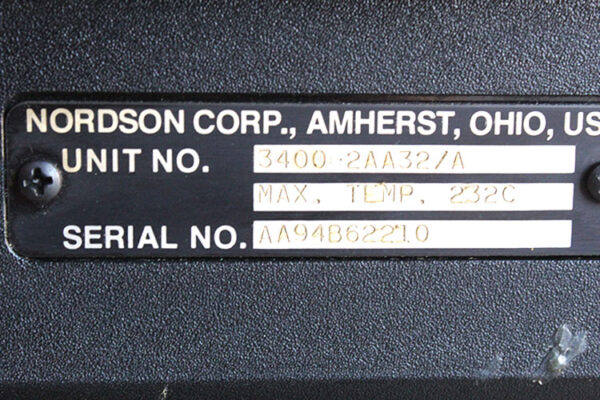 NORDSON CORP., AMHERST, OHIO, US
UNIT NO. 3400-2AA32/A
MAX. TEMP. 232C
SERIAL NO. AA94B62210